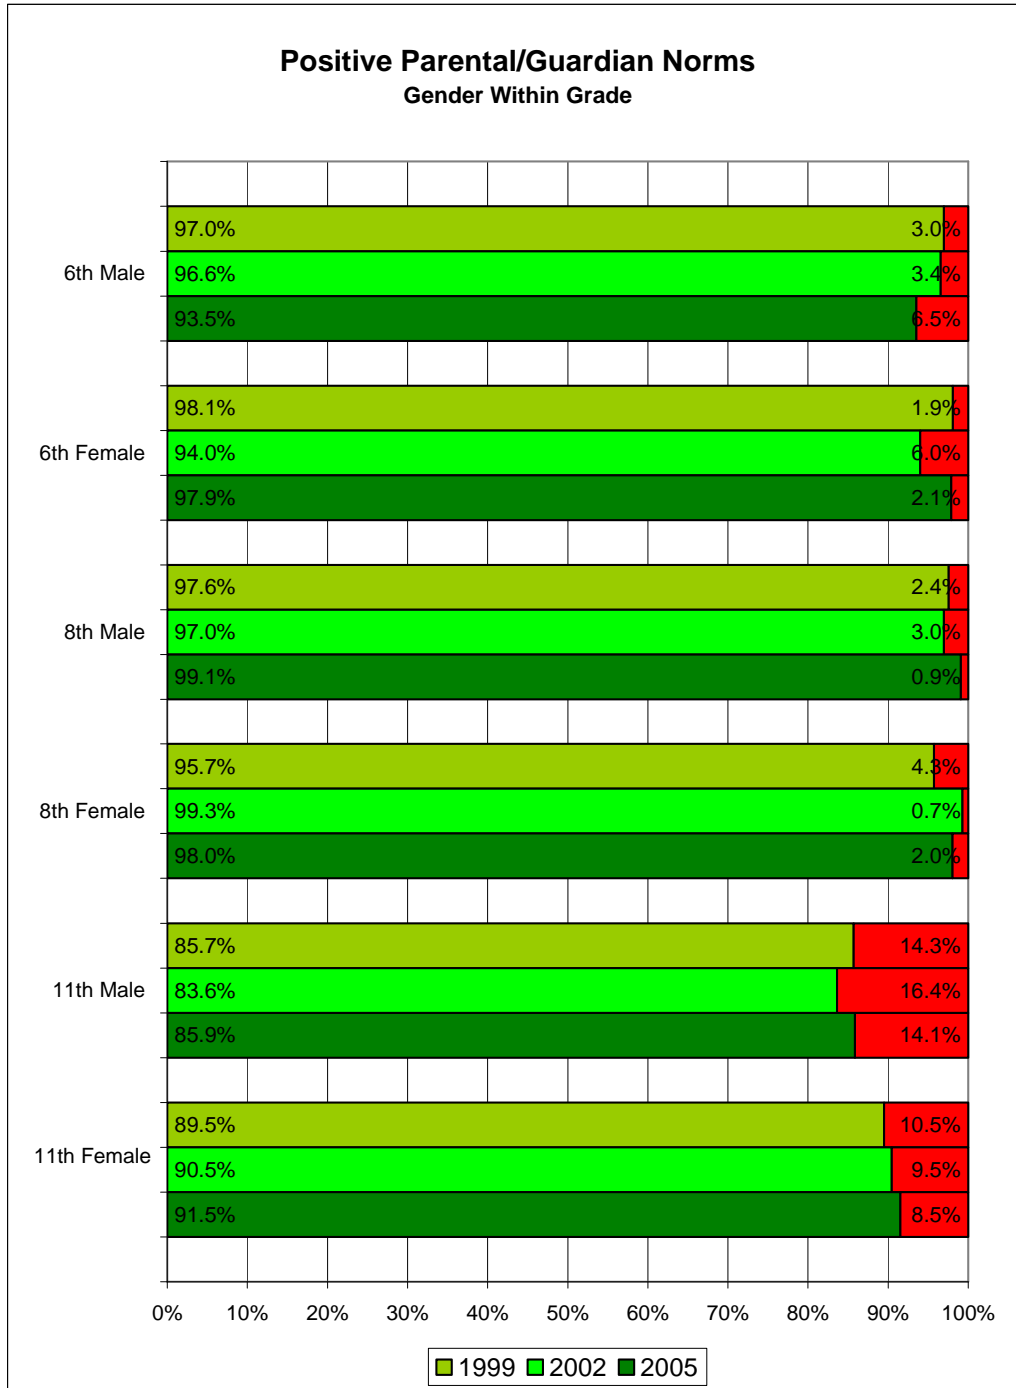 Positive Parental/Guardian Norms
Gender Within Grade
97.0% 3.0%
6th Male 96.6% 3.4%
93.5% 6.5%
98.1% 1.9%
6th Female 94.0% 6.0%
97.9% 2.1%
97.6% 2.4%
8th Male 97.0% 3.0%
99.1% 0.9%
95.7% 4.3%
8th Female 99.3% 0.7%
98.0% 2.0%
85.7% 14.3%
11th Male 83.6% 16.4%
85.9% 14.1%
89.5% 10.5%
11th Female 90.5% 9.5%
91.5% 8.5%
0% 10% 20% 30% 40% 50% 60% 70% 80% 90% 100%
1999 2002 2005